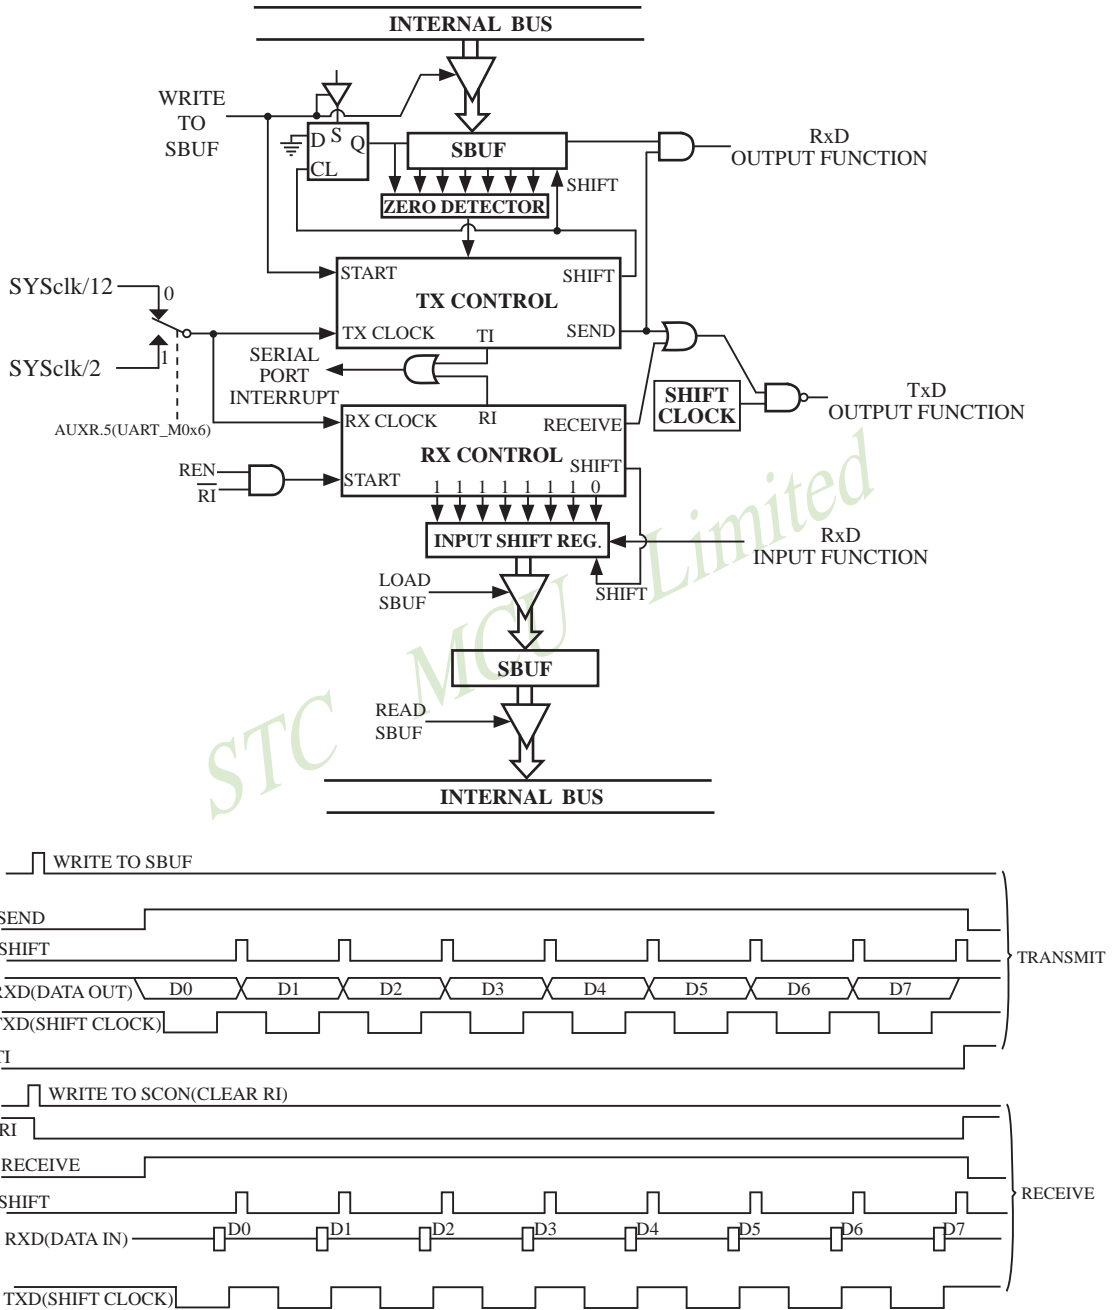 INTERNAL BUS
WRITE
TO
SBUF
D S Q
CL
SBUF
SHIFT
ZERO DETECTOR
RxD
OUTPUT FUNCTION
START
SHIFT
TX CONTROL
TX CLOCK
TI
SEND
SYSclk/12
0
SYSclk/2
1
AUXR.5(UART_M0x6)
SERIAL
PORT
INTERRUPT
SHIFT
CLOCK
TxD
OUTPUT FUNCTION
RX CLOCK
RI
RECEIVE
RX CONTROL
SHIFT
START
1 1 1 1 1 1 1 0
REN
RI
INPUT SHIFT REG.
RxD
INPUT FUNCTION
SHIFT
LOAD
SBUF
SBUF
READ
SBUF
INTERNAL BUS
STC MCU Limited
WRITE TO SBUF
SEND
SHIFT
RXD(DATA OUT) D0 D1 D2 D3 D4 D5 D6 D7
TXD(SHIFT CLOCK)
TI
TRANSMIT
WRITE TO SCON(CLEAR RI)
RI
RECEIVE
SHIFT
RXD(DATA IN) D0 D1 D2 D3 D4 D5 D6 D7
TXD(SHIFT CLOCK)
RECEIVE